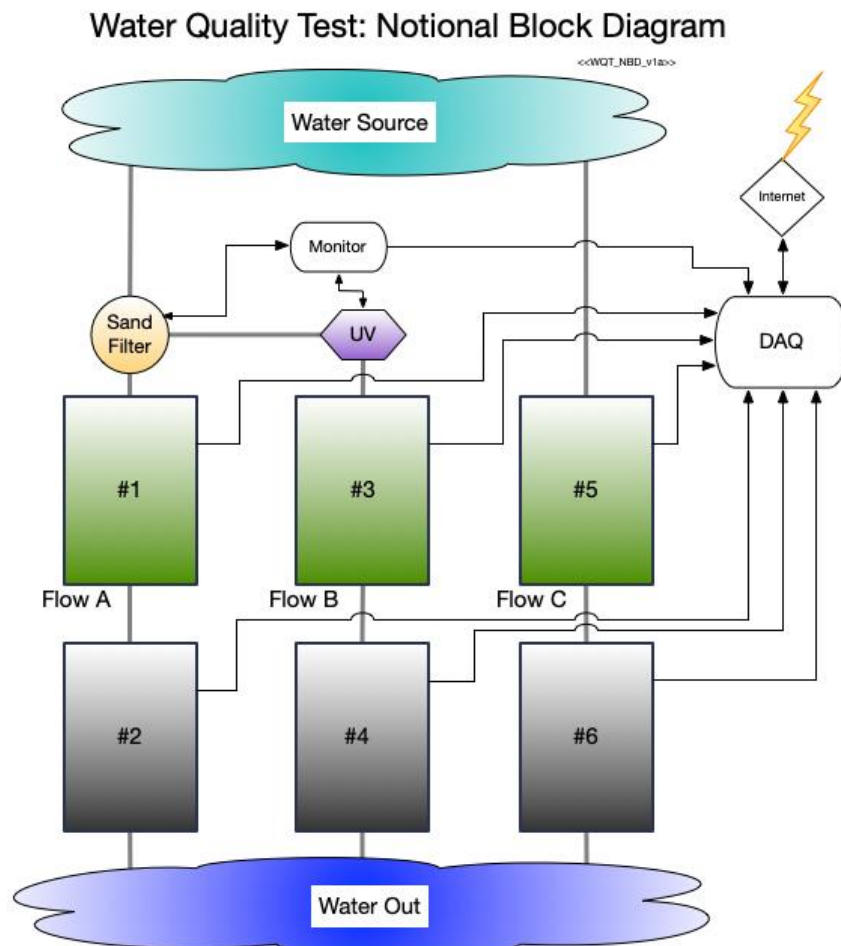 Water Quality Test: Notional Block Diagram
<<WQT_NBD_v1a>>
Water Source
Internet
Monitor
Sand
Filter
UV
DAQ
#1
#3
#5
Flow A
Flow B
Flow C
#2
#4
#6
Water Out